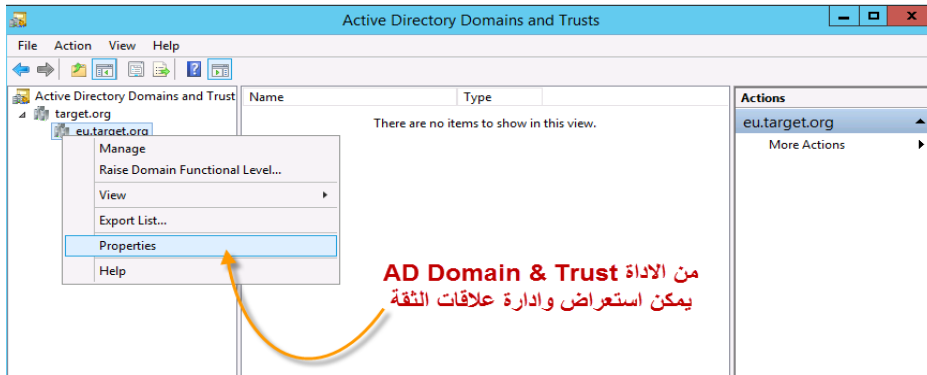 Active Directory Domains and Trusts
File Action View Help
Active Directory Domains and Trust
target.org
eu.target.org
Manage
Raise Domain Functional Level...
View
Export List...
Properties
Help
Name Type
There are no items to show in this view.
Actions
eu.target.org
More Actions
من الاداة AD Domain & Trust
يمكن استعراض وادارة علاقات الثقة